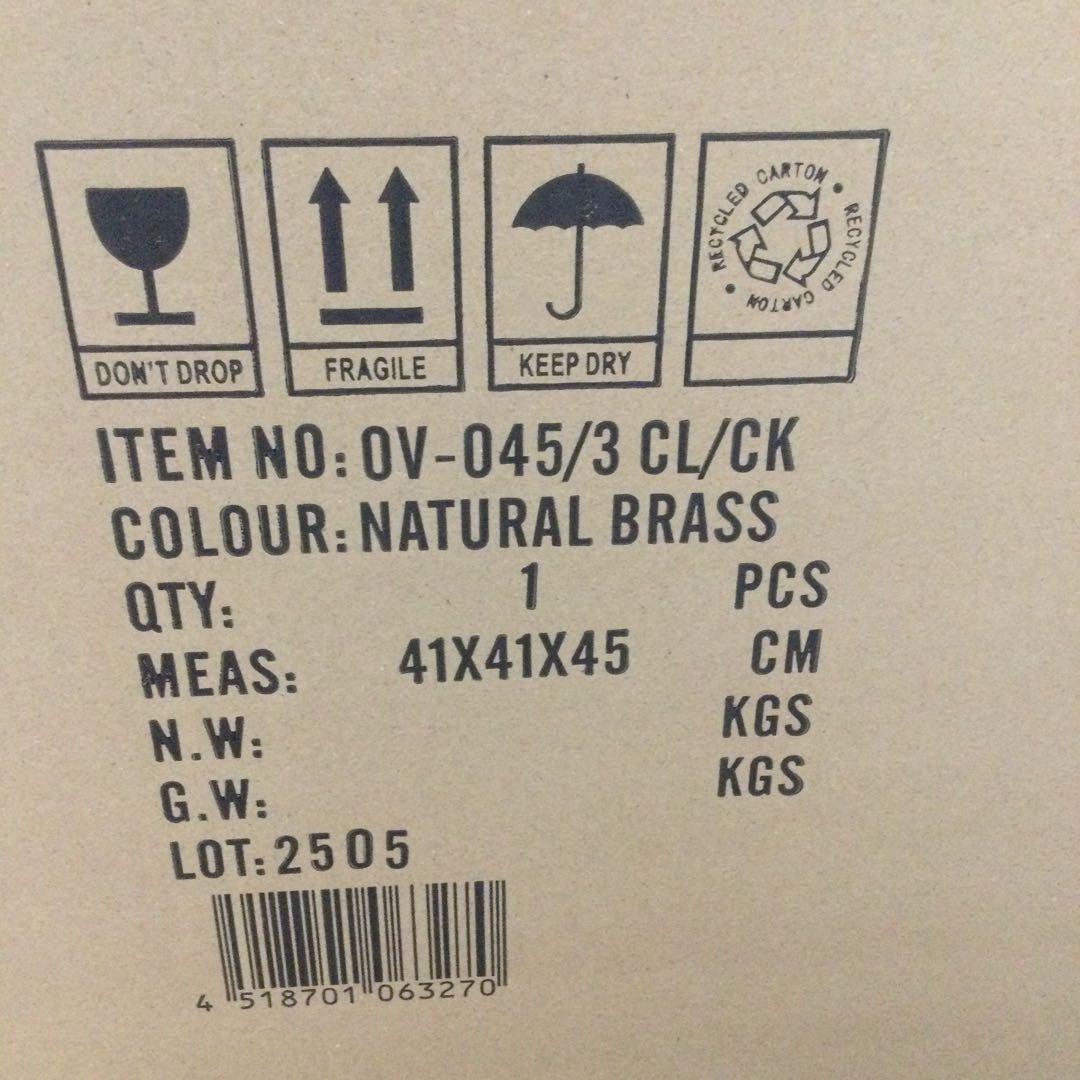 DON'T DROP
FRAGILE
KEEP DRY
RECYCLED CARTON • RECYCLED CARTON •
ITEM NO: OV-045/3 CL/CK
COLOUR: NATURAL BRASS
QTY: 1 PCS
MEAS: 41X41X45 CM
N.W: KGS
G.W: KGS
LOT: 2505
4 518701 063270